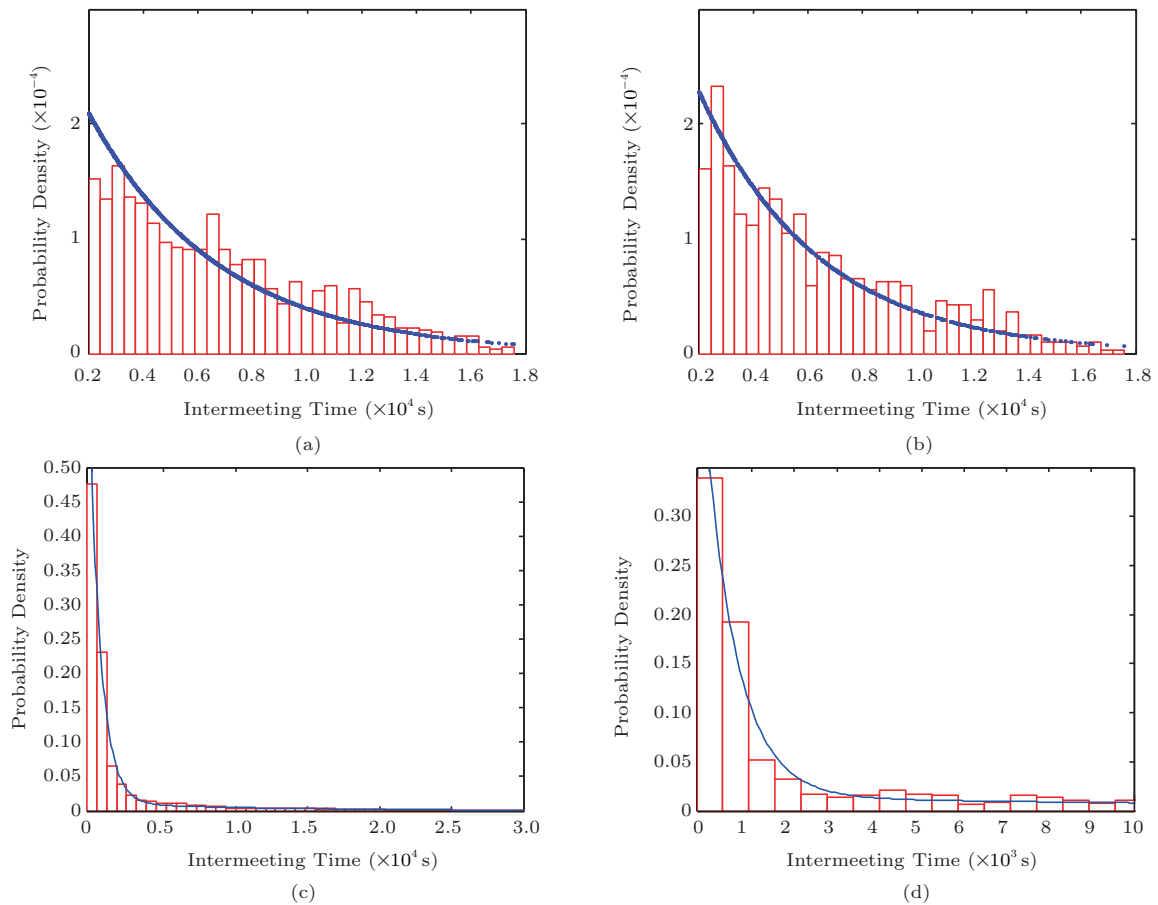 Probability Density (×10⁻⁴)
2
1
0
0.2 0.4 0.6 0.8 1.0 1.2 1.4 1.6 1.8
Intermeeting Time (×10⁴ s)
(a)
Probability Density (×10⁻⁴)
2
1
0
0.2 0.4 0.6 0.8 1.0 1.2 1.4 1.6 1.8
Intermeeting Time (×10⁴ s)
(b)
Probability Density
0.50
0.45
0.40
0.35
0.30
0.25
0.20
0.15
0.10
0.05
0
0 0.5 1.0 2.0 2.5 3.0
Intermeeting Time (×10⁴ s)
(c)
Probability Density
0.30
0.25
0.20
0.15
0.10
0.05
0
0 1 2 3 4 5 6 7 8 9 10
Intermeeting Time (×10³ s)
(d)